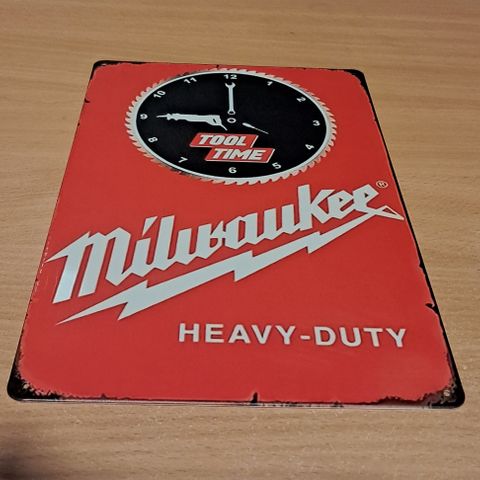 12
11 1
10 2
9 3
8 4
7 5
6
TOOL
TIME
Milwaukee®
HEAVY-DUTY